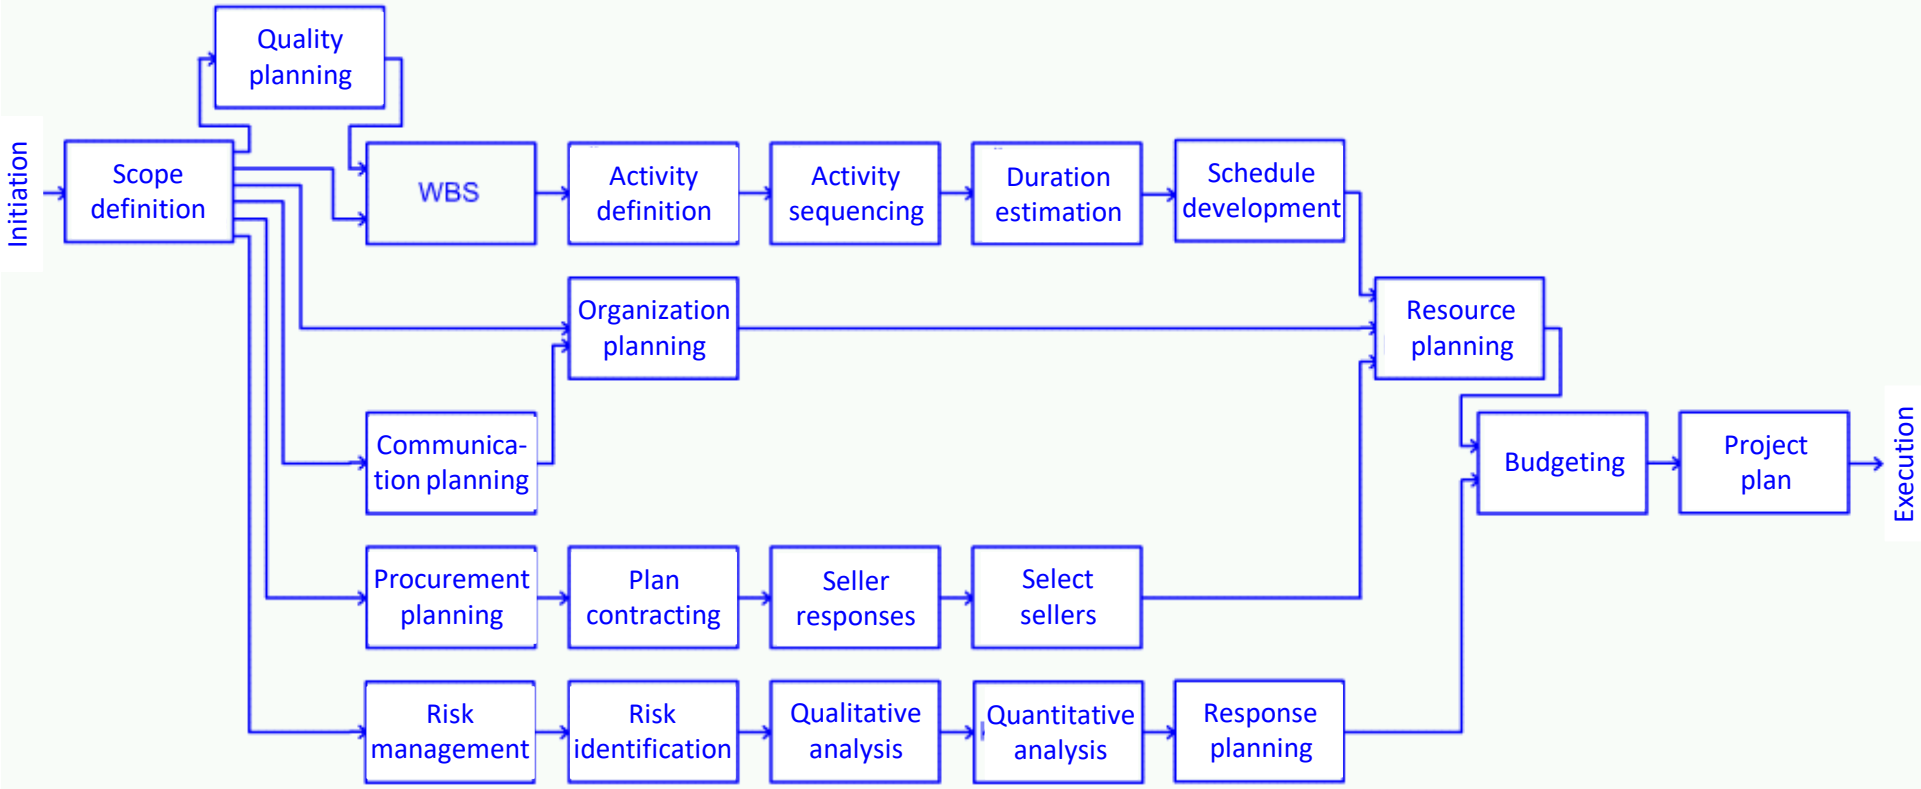 Quality
planning
Initiation
Scope
definition
WBS
Activity
definition
Activity
sequencing
Duration
estimation
Schedule
development
Organization
planning
Resource
planning
Communica-
tion planning
Budgeting
Project
plan
Execution
Procurement
planning
Plan
contracting
Seller
responses
Select
sellers
Risk
management
Risk
identification
Qualitative
analysis
Quantitative
analysis
Response
planning